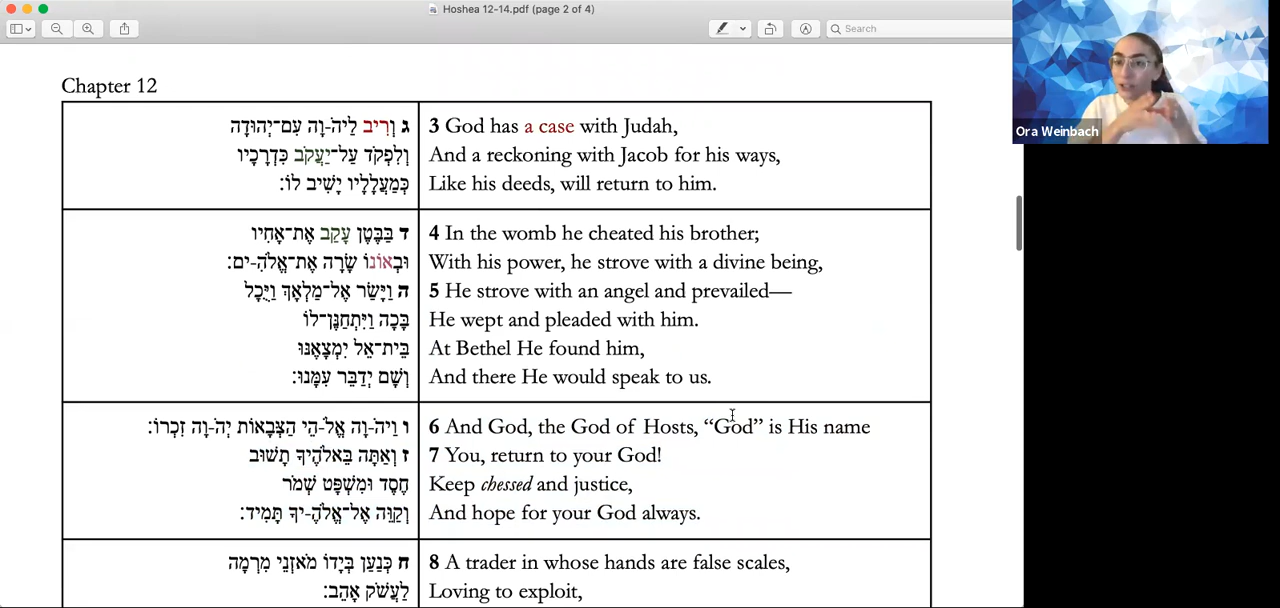 Hoshea 12-14.pdf (page 2 of 4)
Search
Ora Weinbach
Chapter 12
ג וְרִיב לַיהֹ-וָה עִם־יְהוּדָה
וְלִפְקֹד עַל־יַעֲקֹב כִּדְרָכָיו
כְּמַעֲלָלָיו יָשִׁיב לוֹ׃
3 God has a case with Judah,
And a reckoning with Jacob for his ways,
Like his deeds, will return to him.
ד בַּבֶּטֶן עָקַב אֶת־אָחִיו
וּבְאוֹנוֹ שָׂרָה אֶת־אֱלֹהִ-ים׃
ה וַיָּשַׂר אֶל־מַלְאָךְ וַיֻּכָל
בָּכָה וַיִּתְחַנֶּן־לוֹ
בֵּית־אֵל יִמְצָאֶנּוּ
וְשָׁם יְדַבֵּר עִמָּנוּ׃
4 In the womb he cheated his brother;
With his power, he strove with a divine being,
5 He strove with an angel and prevailed—
He wept and pleaded with him.
At Bethel He found him,
And there He would speak to us.
ו וַיהֹ-וָה אֱלֹ-הֵי הַצְּבָאוֹת יְהֹ-וָה זִכְרוֹ׃
ז וְאַתָּה בֵּאלֹהֶיךָ תָשׁוּב
חֶסֶד וּמִשְׁפָּט שְׁמֹר
וְקַוֵּה אֶל־אֱלֹהֶ-יךָ תָּמִיד׃
6 And God, the God of Hosts, “God” is His name
7 You, return to your God!
Keep chessed and justice,
And hope for your God always.
ח כְּנַעַן בְּיָדוֹ מֹאזְנֵי מִרְמָה
לַעֲשֹׁק אָהֵב׃
8 A trader in whose hands are false scales,
Loving to exploit,